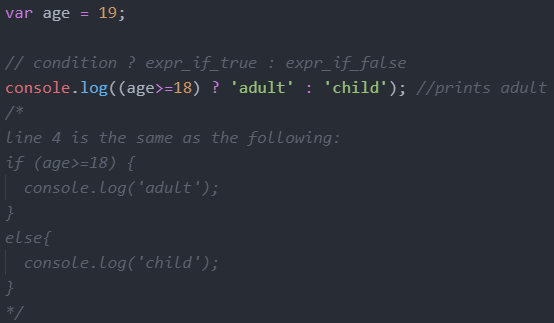 var age = 19;
// condition ? expr_if_true : expr_if_false
console.log((age>=18) ? 'adult' : 'child'); //prints adult
/*
line 4 is the same as the following:
if (age>=18) {
  console.log('adult');
}
else{
  console.log('child');
}
*/